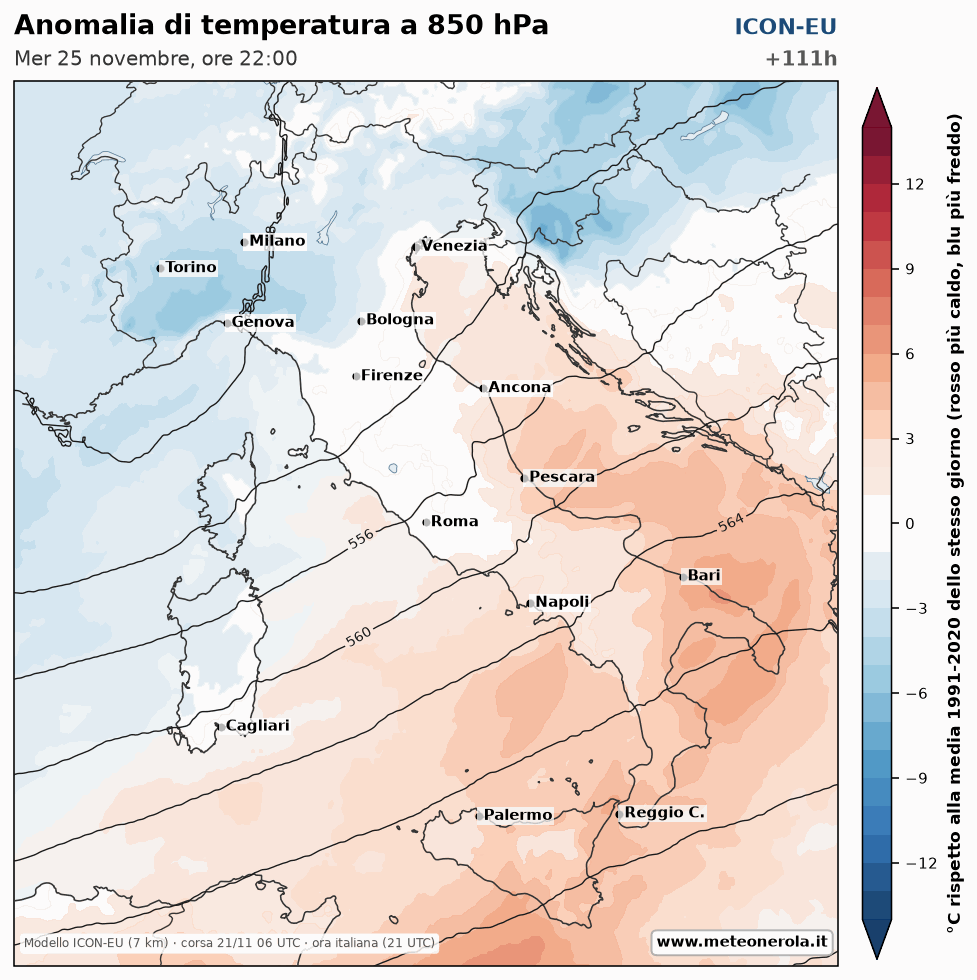 Anomalia di temperatura a 850 hPa
ICON-EU
Mer 25 novembre, ore 22:00
+111h
Milano
Venezia
Torino
Genova
Bologna
Firenze
Ancona
Pescara
Roma
556
564
Bari
Napoli
560
Cagliari
Palermo
Reggio C.
Modello ICON-EU (7 km) · corsa 21/11 06 UTC · ora italiana (21 UTC)
www.meteonerola.it
12
9
6
3
0
−3
−6
−9
−12
°C rispetto alla media 1991-2020 dello stesso giorno (rosso più caldo, blu più freddo)